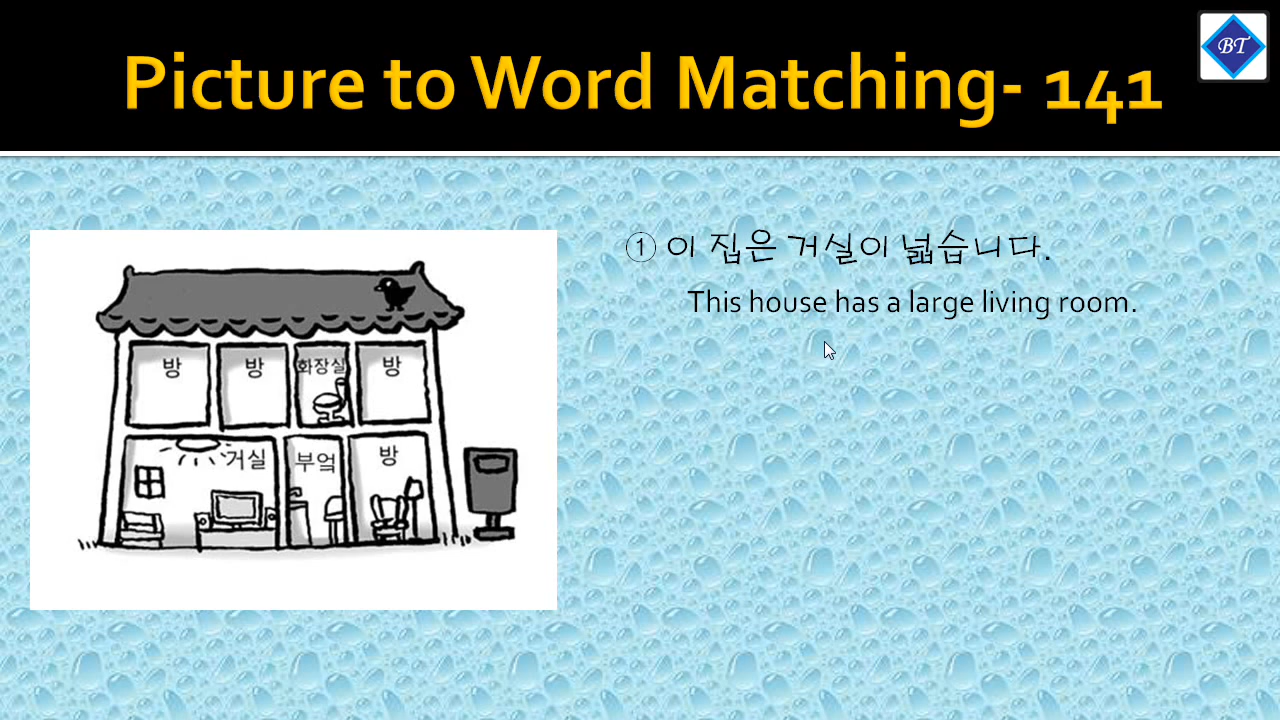 Picture to Word Matching- 141
BT
① 이 집은 거실이 넓습니다.
This house has a large living room.
방 방 화장실 방
거실 부엌 방